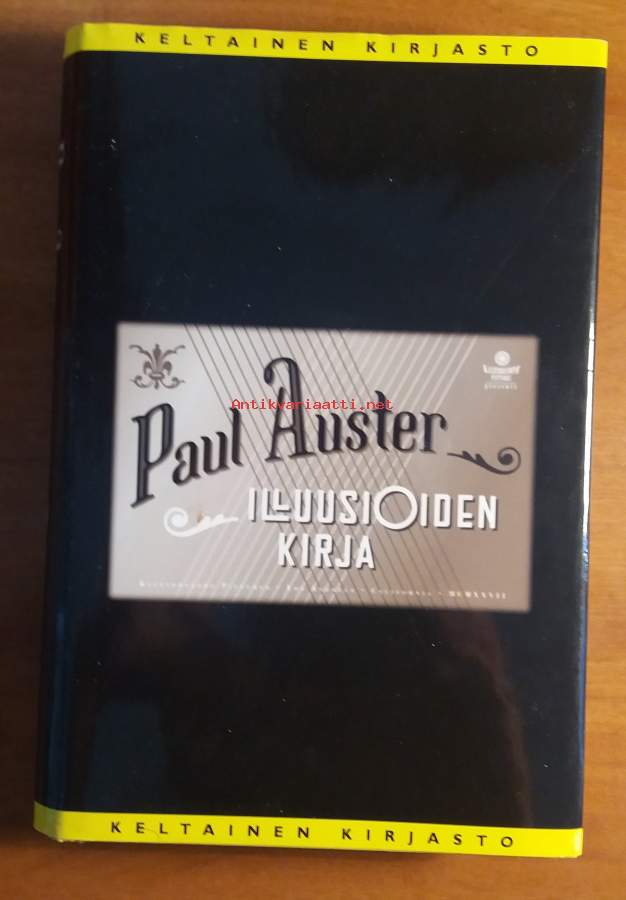 KELTAINEN KIRJASTO
Paul Auster
Antikvariaatti.net
ILLUUSIOIDEN
KIRJA
KELTAINEN KIRJASTO